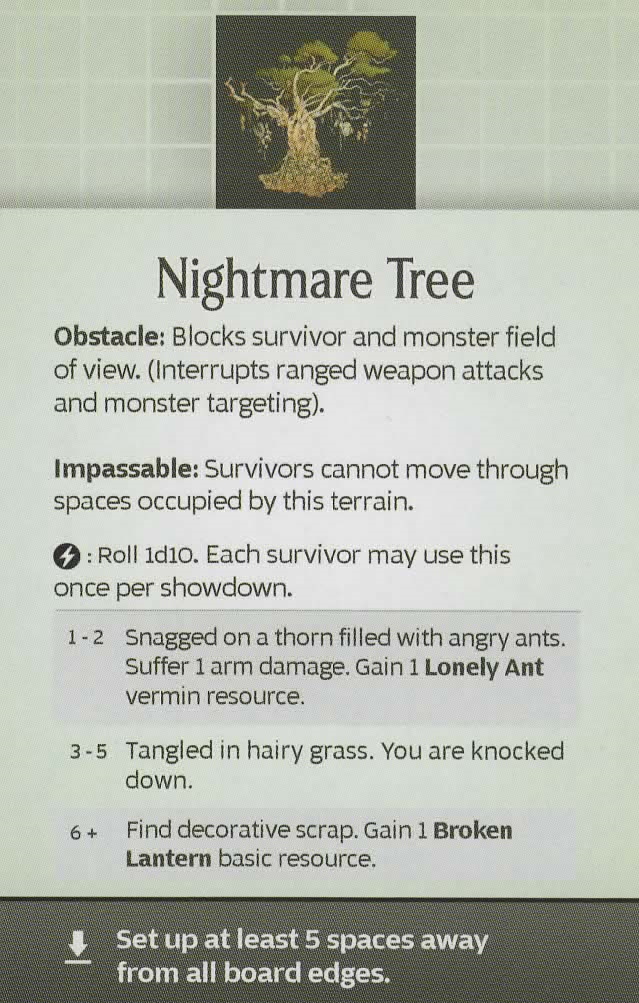 Nightmare Tree
Obstacle: Blocks survivor and monster field
of view. (Interrupts ranged weapon attacks
and monster targeting).
Impassable: Survivors cannot move through
spaces occupied by this terrain.
: Roll 1d10. Each survivor may use this
once per showdown.
1 - 2 Snagged on a thorn filled with angry ants.
Suffer 1 arm damage. Gain 1 Lonely Ant
vermin resource.
3 - 5 Tangled in hairy grass. You are knocked
down.
6 + Find decorative scrap. Gain 1 Broken
Lantern basic resource.
Set up at least 5 spaces away
from all board edges.